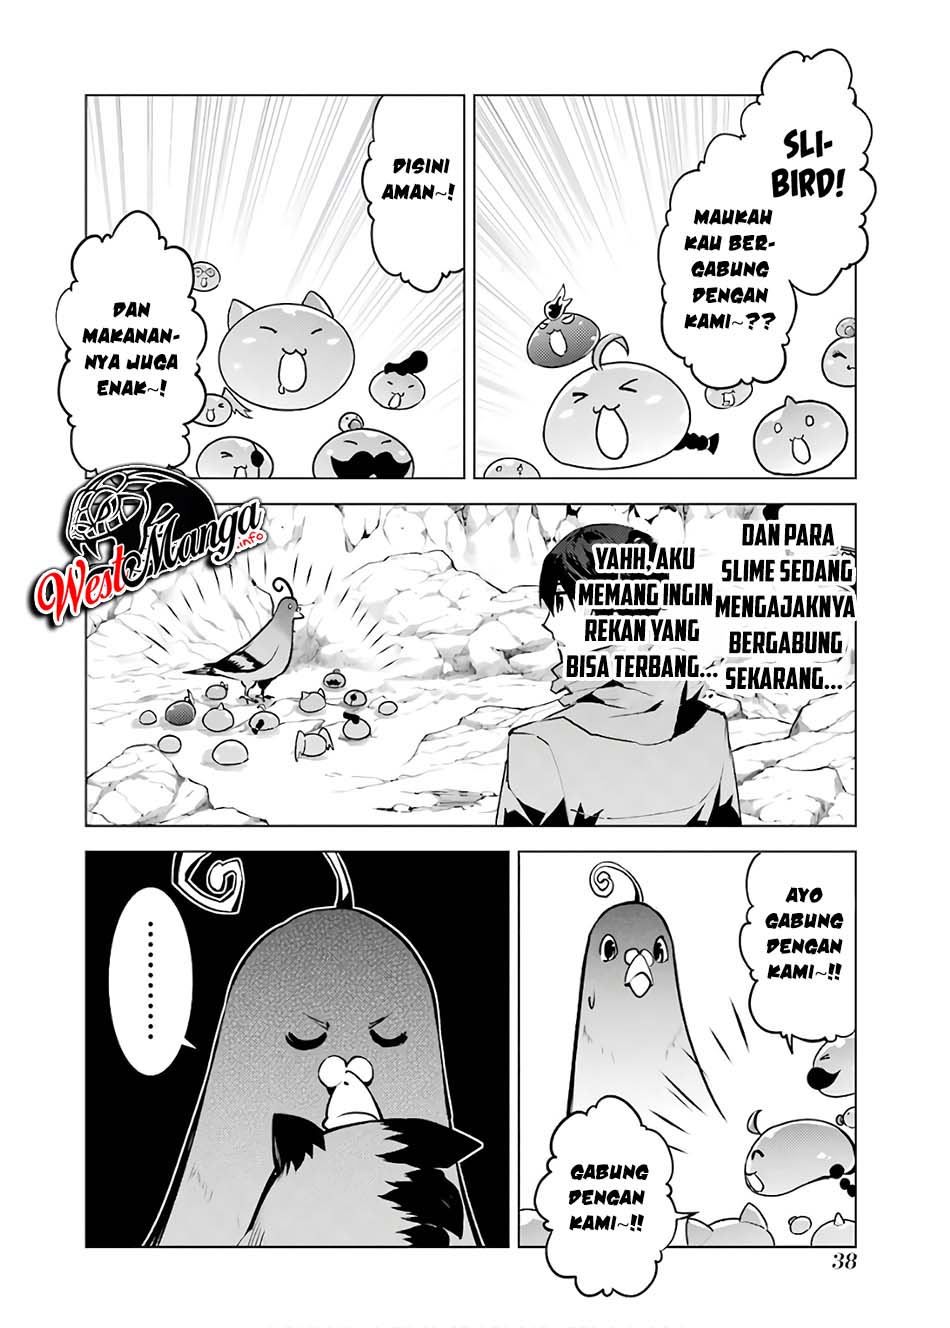 SLI-
BIRD!
MAUKAH
KAU BER-
GABUNG
DENGAN
KAMI~??
DISINI
AMAN~!
DAN
MAKANAN-
NYA JUGA
ENAK~!
WestManga
.info
DAN PARA
SLIME SEDANG
MENGAJAKNYA
BERGABUNG
SEKARANG...
YAHH, AKU
MEMANG INGIN
REKAN YANG
BISA TERBANG...
AYO
GABUNG
DENGAN
KAMI~!!
GABUNG
DENGAN
KAMI~!!
.........
38